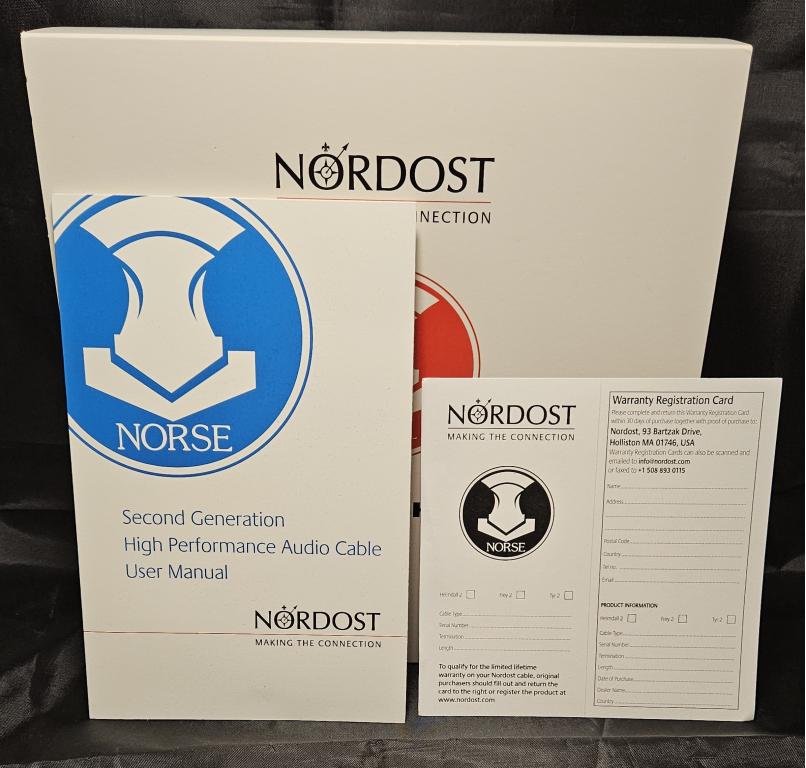 NORDOST
NNECTION
NORSE
Second Generation
High Performance Audio Cable
User Manual
NORDOST
MAKING THE CONNECTION
NORDOST
MAKING THE CONNECTION
NORSE
Heimdall 2
Frey 2
Tyr 2
Cable Type
Serial Number
Termination
Length
To qualify for the limited lifetime
warranty on your Nordost cable, original
purchasers should fill out and return the
card to the right or register the product at
www.nordost.com
Warranty Registration Card
Please complete and return this Warranty Registration Card
within 30 days of purchase together with proof of purchase to:
Nordost, 93 Bartzak Drive,
Holliston MA 01746, USA
Warranty Registration Cards can also be scanned and
emailed to info@nordost.com
or faxed to +1 508 893 0115
Name
Address
Postal Code
Country
Tel no.
Email
PRODUCT INFORMATION
Heimdall 2
Frey 2
Tyr 2
Cable Type
Serial Number
Termination
Length
Date of Purchase
Dealer Name
Country